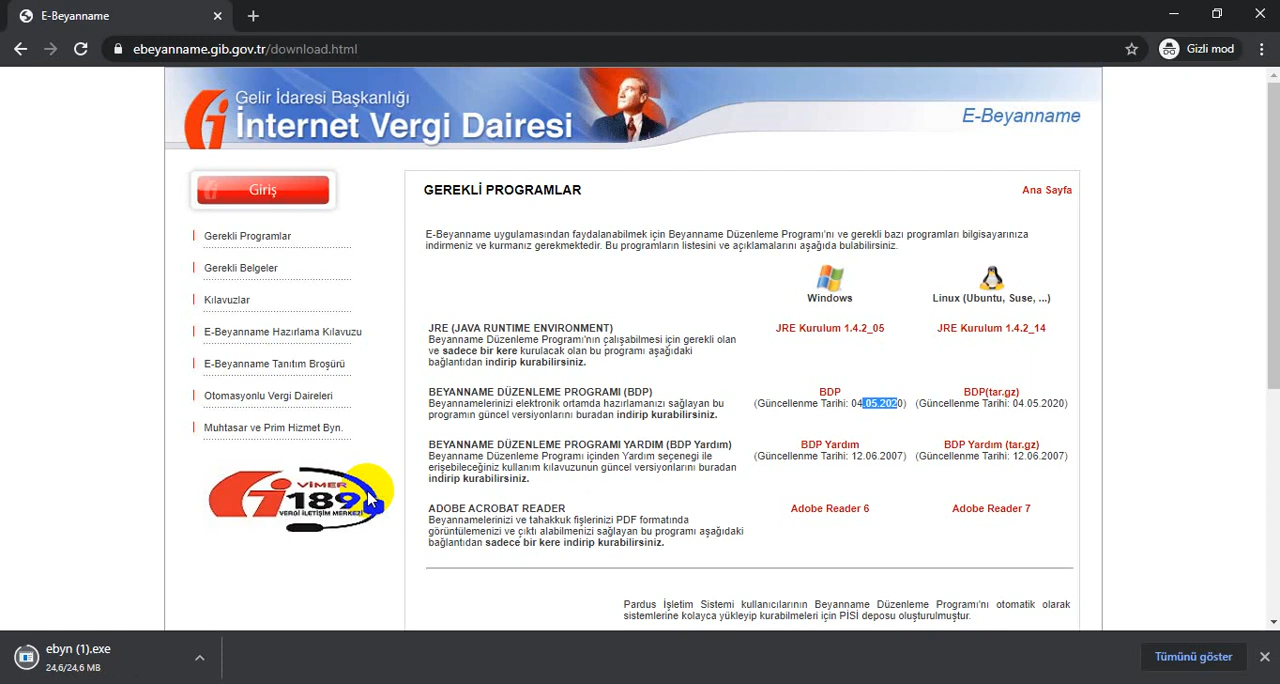 E-Beyanname
ebeyanname.gib.gov.tr/download.html
Gizli mod
Gelir İdaresi Başkanlığı
İnternet Vergi Dairesi
E-Beyanname
Giriş
Gerekli Programlar
Gerekli Belgeler
Kılavuzlar
E-Beyanname Hazırlama Kılavuzu
E-Beyanname Tanıtım Broşürü
Otomasyonlu Vergi Daireleri
Muhtasar ve Prim Hizmet Byn.
VİMER
189
VERGİ İLETİŞİM MERKEZİ
GEREKLİ PROGRAMLAR
Ana Sayfa
E-Beyanname uygulamasından faydalanabilmek için Beyanname Düzenleme Programı'nı ve gerekli bazı programları bilgisayarınıza
indirmeniz ve kurmanız gerekmektedir. Bu programların listesini ve açıklamalarını aşağıda bulabilirsiniz.
Windows
Linux (Ubuntu, Suse, ...)
JRE (JAVA RUNTIME ENVIRONMENT)
Beyanname Düzenleme Programı'nın çalışabilmesi için gerekli olan
ve sadece bir kere kurulacak olan bu programı aşağıdaki
bağlantıdan indirip kurabilirsiniz.
JRE Kurulum 1.4.2_05
JRE Kurulum 1.4.2_14
BEYANNAME DÜZENLEME PROGRAMI (BDP)
Beyannamelerinizi elektronik ortamda hazırlamanızı sağlayan bu
programın güncel versiyonlarını buradan indirip kurabilirsiniz.
BDP
(Güncellenme Tarihi: 04.05.2020)
BDP(tar.gz)
(Güncellenme Tarihi: 04.05.2020)
BEYANNAME DÜZENLEME PROGRAMI YARDIM (BDP Yardım)
Beyanname Düzenleme Programı içinden Yardım seçenegi ile
erişebileceğiniz kullanım kılavuzunun güncel versiyonlarını buradan
indirip kurabilirsiniz.
BDP Yardım
(Güncellenme Tarihi: 12.06.2007)
BDP Yardım (tar.gz)
(Güncellenme Tarihi: 12.06.2007)
ADOBE ACROBAT READER
Beyannamelerinizi ve tahakkuk fişlerinizi PDF formatında
görüntülemenizi ve çıktı alabilmenizi sağlayan bu programı aşağıdaki
bağlantıdan sadece bir kere indirip kurabilirsiniz.
Adobe Reader 6
Adobe Reader 7
Pardus İşletim Sistemi kullanıcılarının Beyanname Düzenleme Programı'nı otomatik olarak
sistemlerine kolayca yükleyip kurabilmeleri için PİSİ deposu oluşturulmuştur.
ebyn (1).exe
24,6/24,6 MB
Tümünü göster